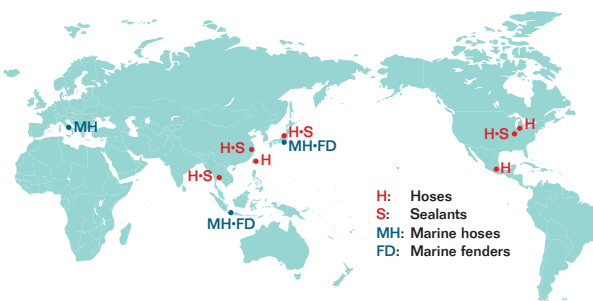 H
MH
H•S
H•S
MH•FD
H•S
H
H•S
H
MH•FD
H: Hoses
S: Sealants
MH: Marine hoses
FD: Marine fenders